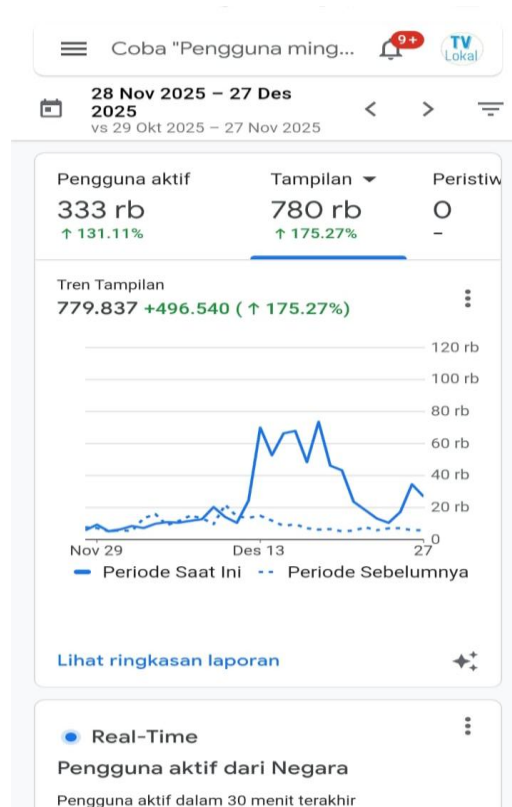 Coba "Pengguna ming...
9+
TV
Lokal
28 Nov 2025 – 27 Des
2025
vs 29 Okt 2025 – 27 Nov 2025
Pengguna aktif
333 rb
↑ 131.11%
Tampilan
780 rb
↑ 175.27%
Peristiw
0
–
Tren Tampilan
779.837 +496.540 ( ↑ 175.27%)
120 rb
100 rb
80 rb
60 rb
40 rb
20 rb
0
Nov 29 Des 13 27
Periode Saat Ini Periode Sebelumnya
Lihat ringkasan laporan
Real-Time
Pengguna aktif dari Negara
Pengguna aktif dalam 30 menit terakhir